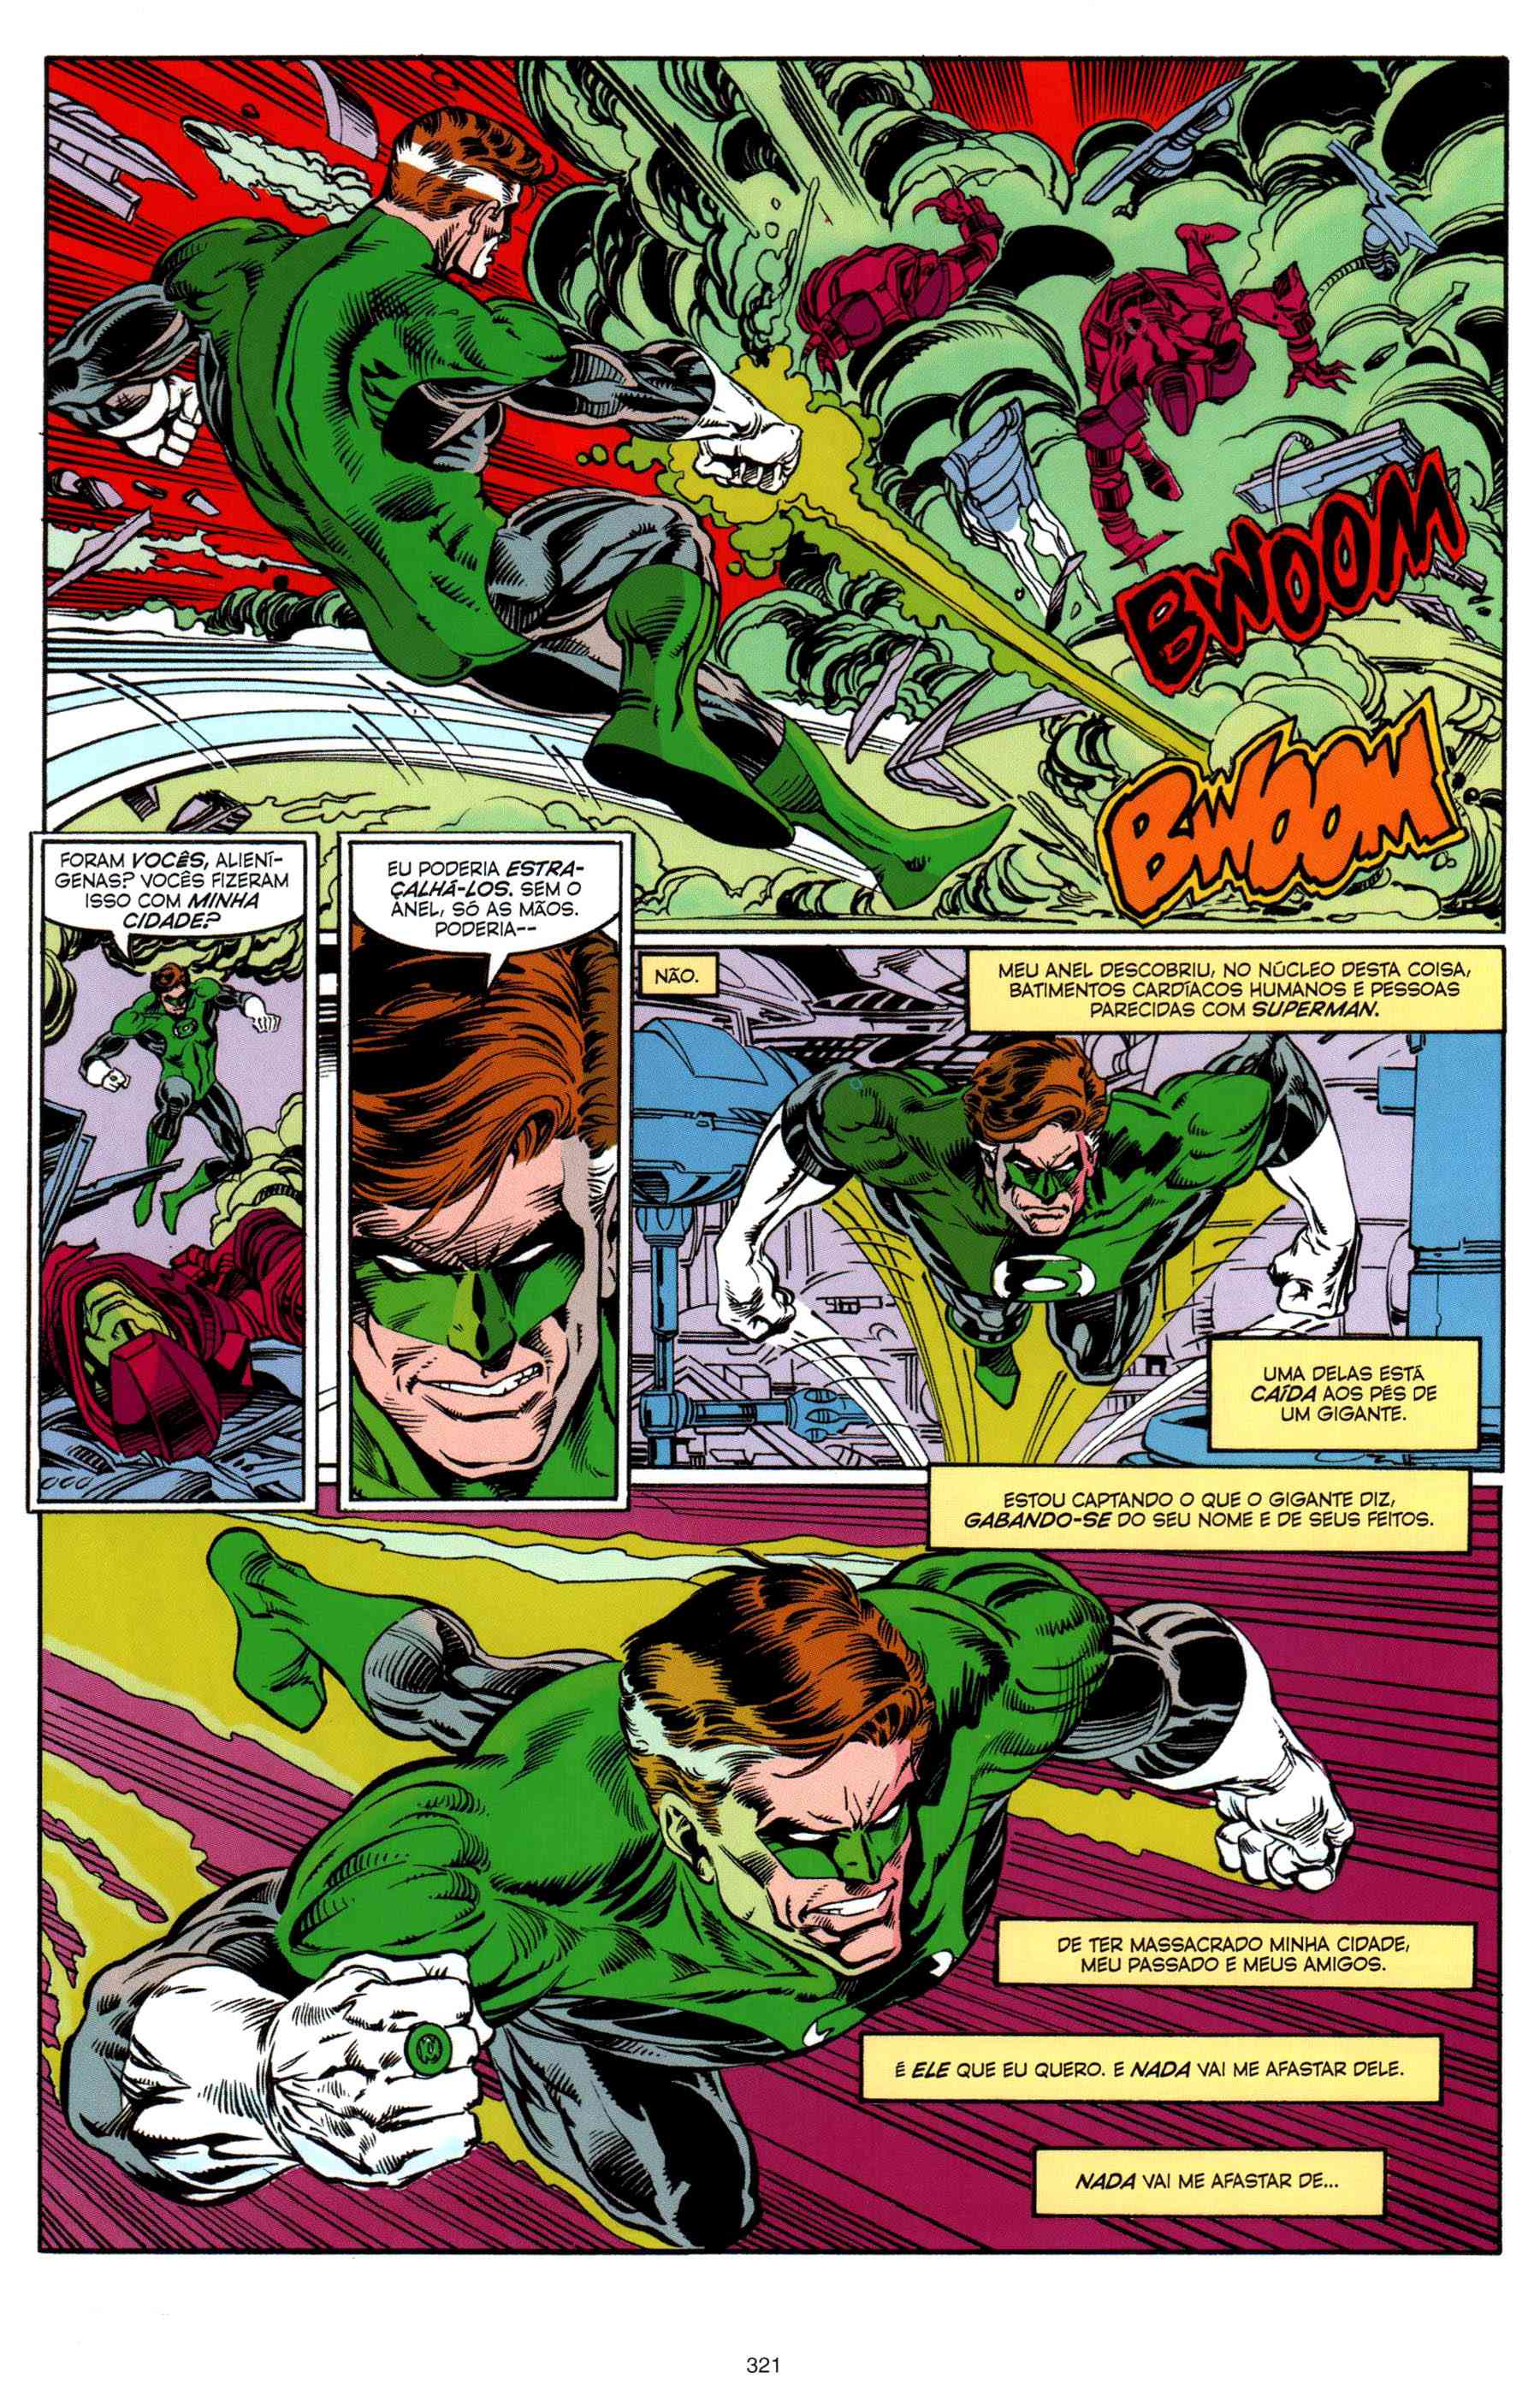 BWOOM
BWOOM
FORAM VOCÊS, ALIENÍ-
GENAS? VOCÊS FIZERAM
ISSO COM MINHA
CIDADE?
EU PODERIA ESTRA-
ÇALHÁ-LOS. SEM O
ANEL, SÓ AS MÃOS.
PODERIA--
NÃO.
MEU ANEL DESCOBRIU, NO NÚCLEO DESTA COISA,
BATIMENTOS CARDÍACOS HUMANOS E PESSOAS
PARECIDAS COM SUPERMAN.
UMA DELAS ESTÁ
CAÍDA AOS PÉS DE
UM GIGANTE.
ESTOU CAPTANDO O QUE O GIGANTE DIZ,
GABANDO-SE DO SEU NOME E DE SEUS FEITOS.
DE TER MASSACRADO MINHA CIDADE,
MEU PASSADO E MEUS AMIGOS.
É ELE QUE EU QUERO. E NADA VAI ME AFASTAR DELE.
NADA VAI ME AFASTAR DE...
321